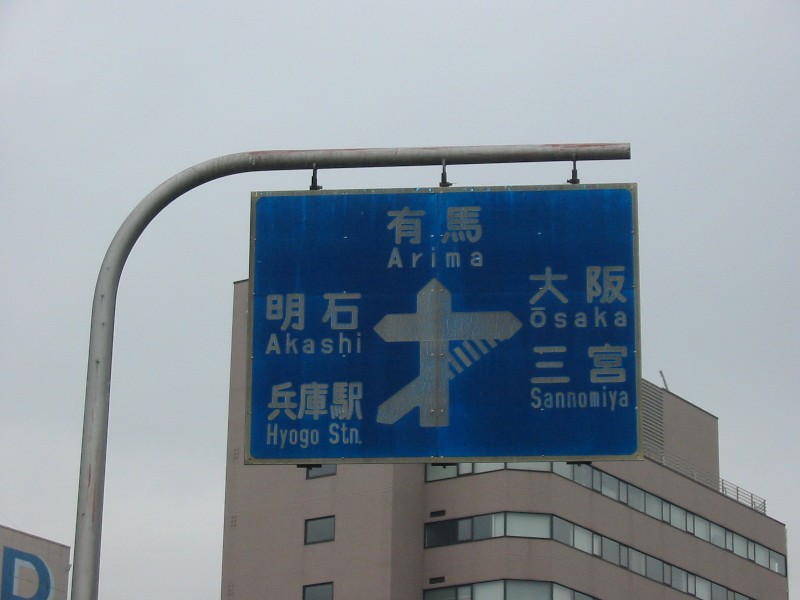 有馬
Arima
明石
Akashi
大阪
Ōsaka
兵庫駅
Hyogo Stn.
三宮
Sannomiya
P